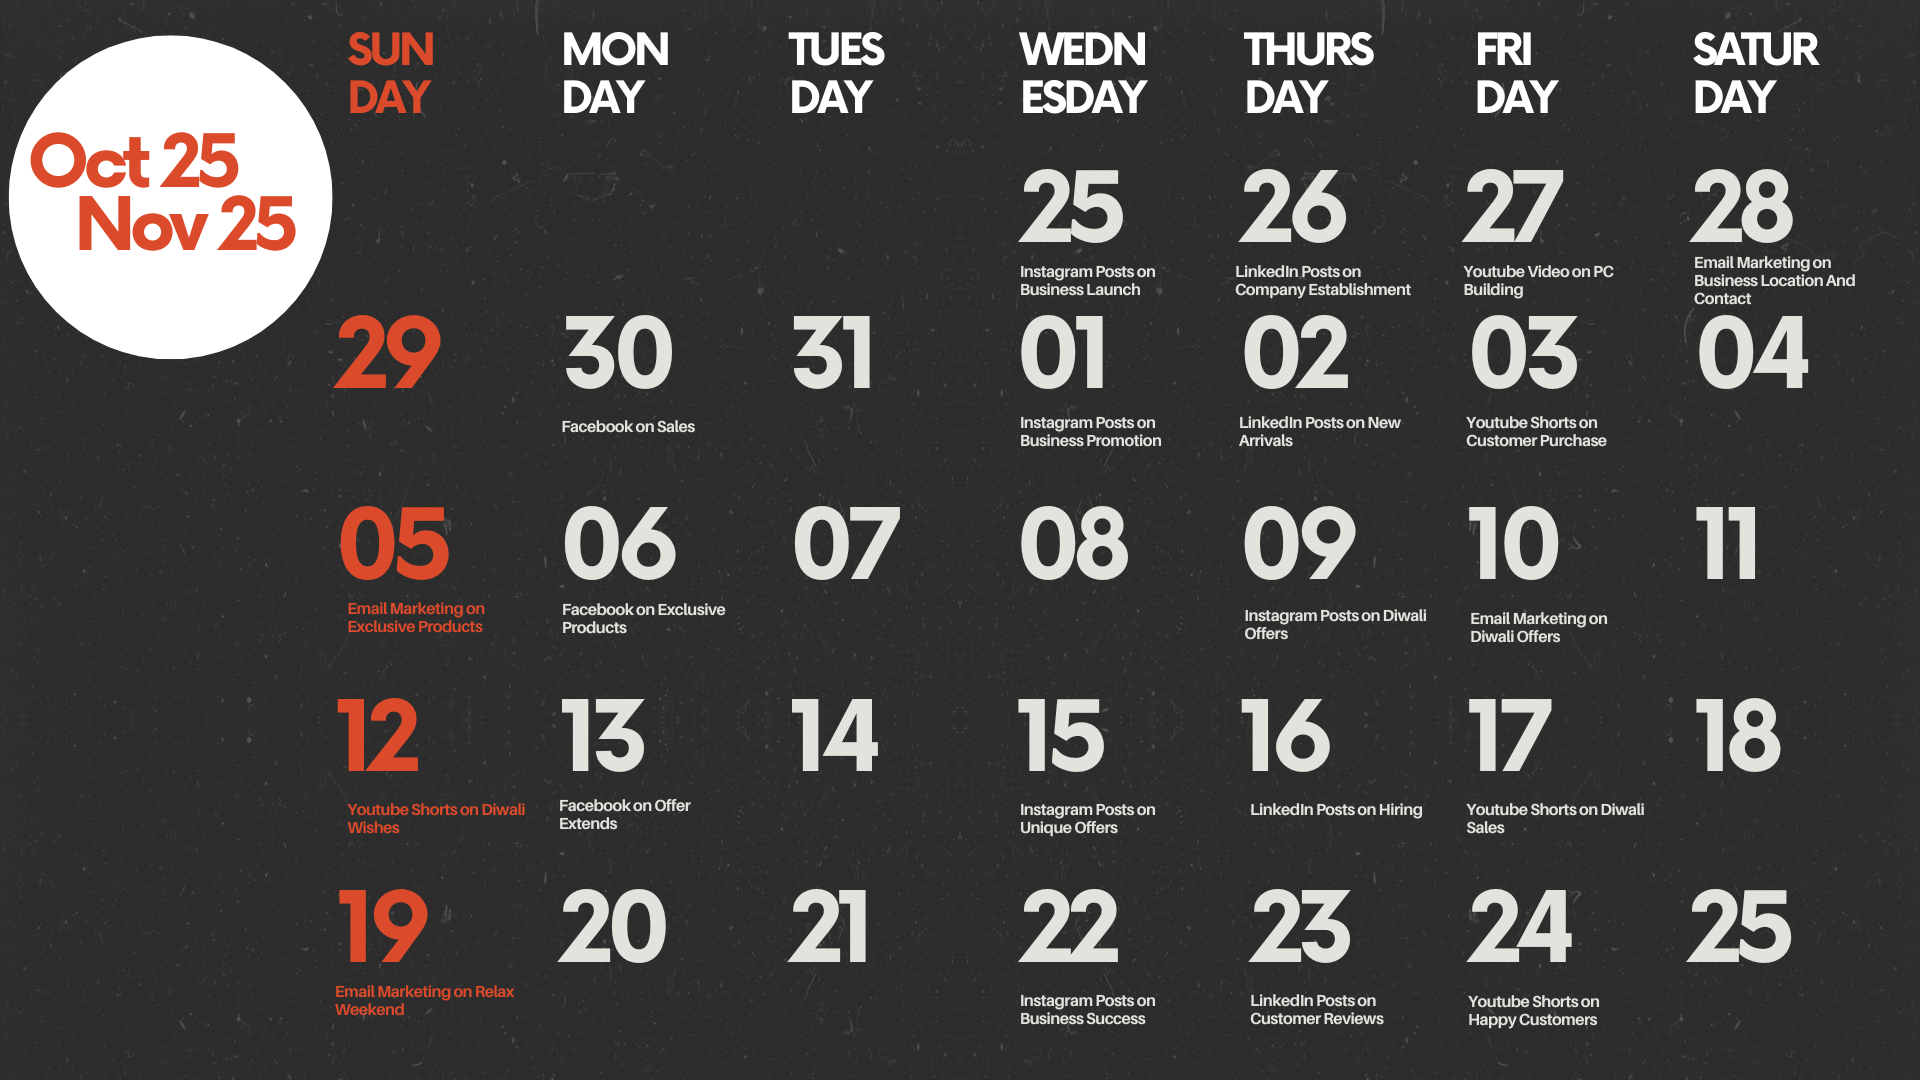 Oct 25
Nov 25
SUN
DAY
MON
DAY
TUES
DAY
WEDN
ESDAY
THURS
DAY
FRI
DAY
SATUR
DAY
25
Instagram Posts on
Business Launch
26
LinkedIn Posts on
Company Establishment
27
Youtube Video on PC
Building
28
Email Marketing on
Business Location And
Contact
29
30
Facebook on Sales
31
01
Instagram Posts on
Business Promotion
02
LinkedIn Posts on New
Arrivals
03
Youtube Shorts on
Customer Purchase
04
05
Email Marketing on
Exclusive Products
06
Facebook on Exclusive
Products
07
08
09
Instagram Posts on Diwali
Offers
10
Email Marketing on
Diwali Offers
11
12
Youtube Shorts on Diwali
Wishes
13
Facebook on Offer
Extends
14
15
Instagram Posts on
Unique Offers
16
LinkedIn Posts on Hiring
17
Youtube Shorts on Diwali
Sales
18
19
Email Marketing on Relax
Weekend
20
21
22
Instagram Posts on
Business Success
23
LinkedIn Posts on
Customer Reviews
24
Youtube Shorts on
Happy Customers
25